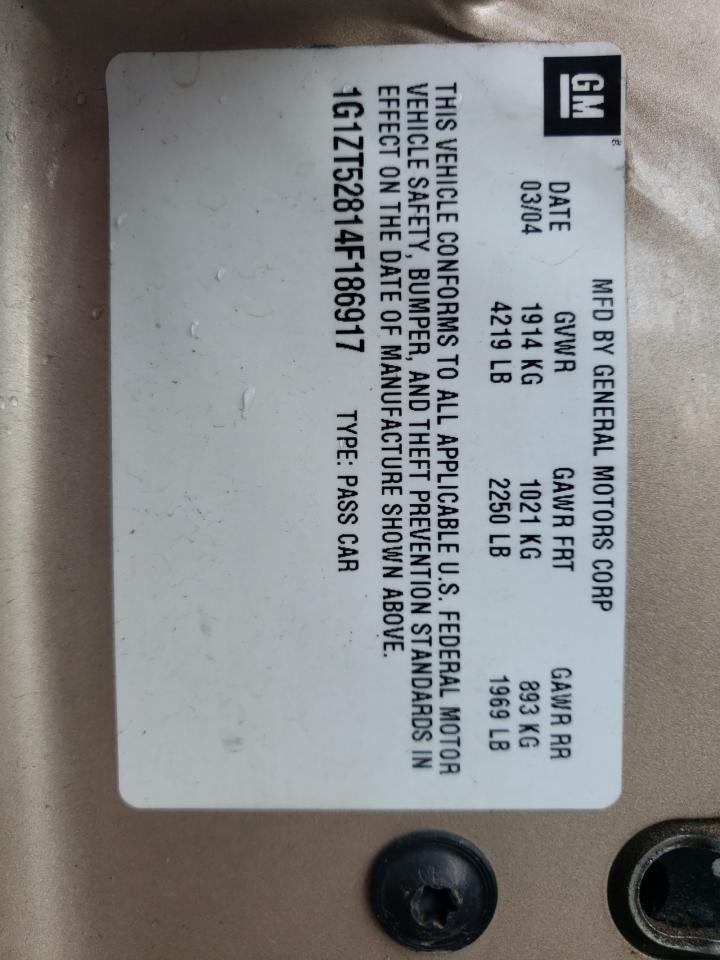 GM
MFD BY GENERAL MOTORS CORP
DATE GVWR GAWR FRT GAWR RR
03/04 1914 KG 1021 KG 893 KG
4219 LB 2250 LB 1969 LB
THIS VEHICLE CONFORMS TO ALL APPLICABLE U.S. FEDERAL MOTOR
VEHICLE SAFETY, BUMPER, AND THEFT PREVENTION STANDARDS IN
EFFECT ON THE DATE OF MANUFACTURE SHOWN ABOVE.
1G1ZT52814F186917 TYPE: PASS CAR